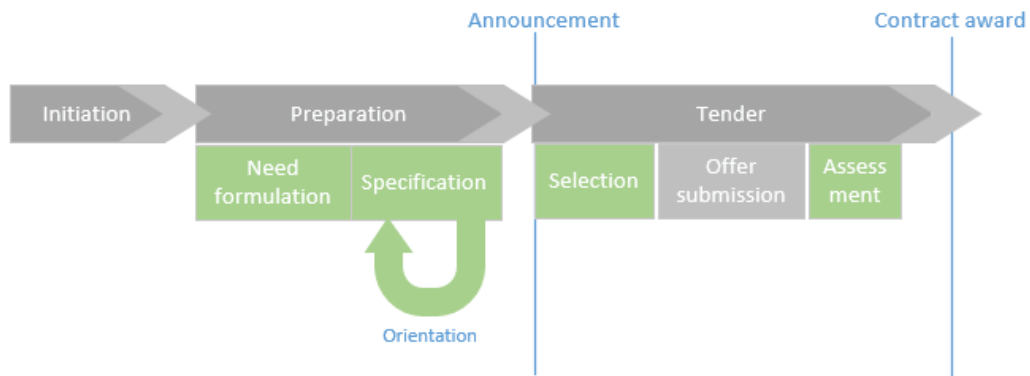 Announcement
Contract award
Initiation
Preparation
Tender
Need
formulation
Specification
Selection
Offer
submission
Assess
ment
Orientation